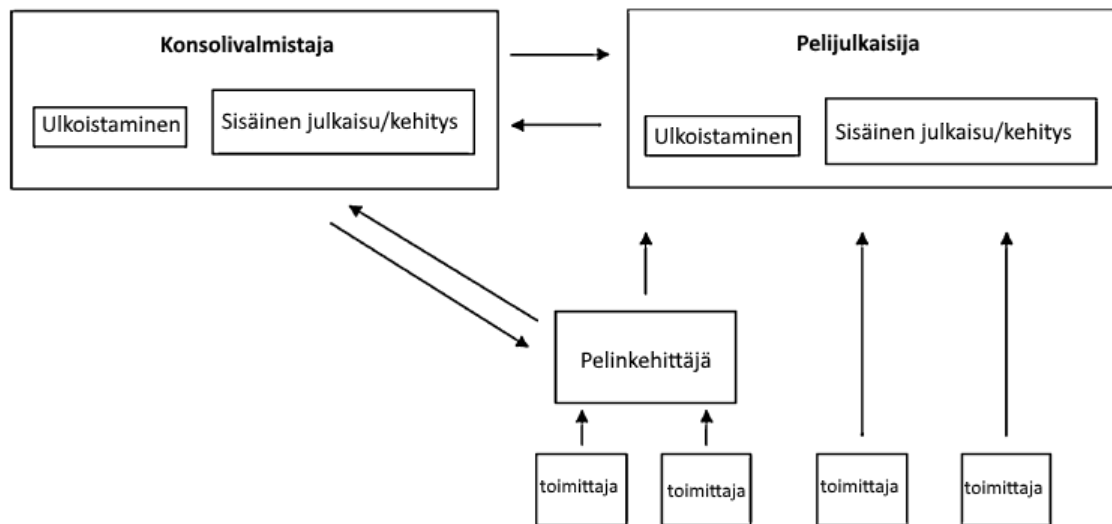 Konsolivalmistaja
Pelijulkaisija
Ulkoistaminen
Sisäinen julkaisu/kehitys
Ulkoistaminen
Sisäinen julkaisu/kehitys
Pelinkehittäjä
toimittaja
toimittaja
toimittaja
toimittaja